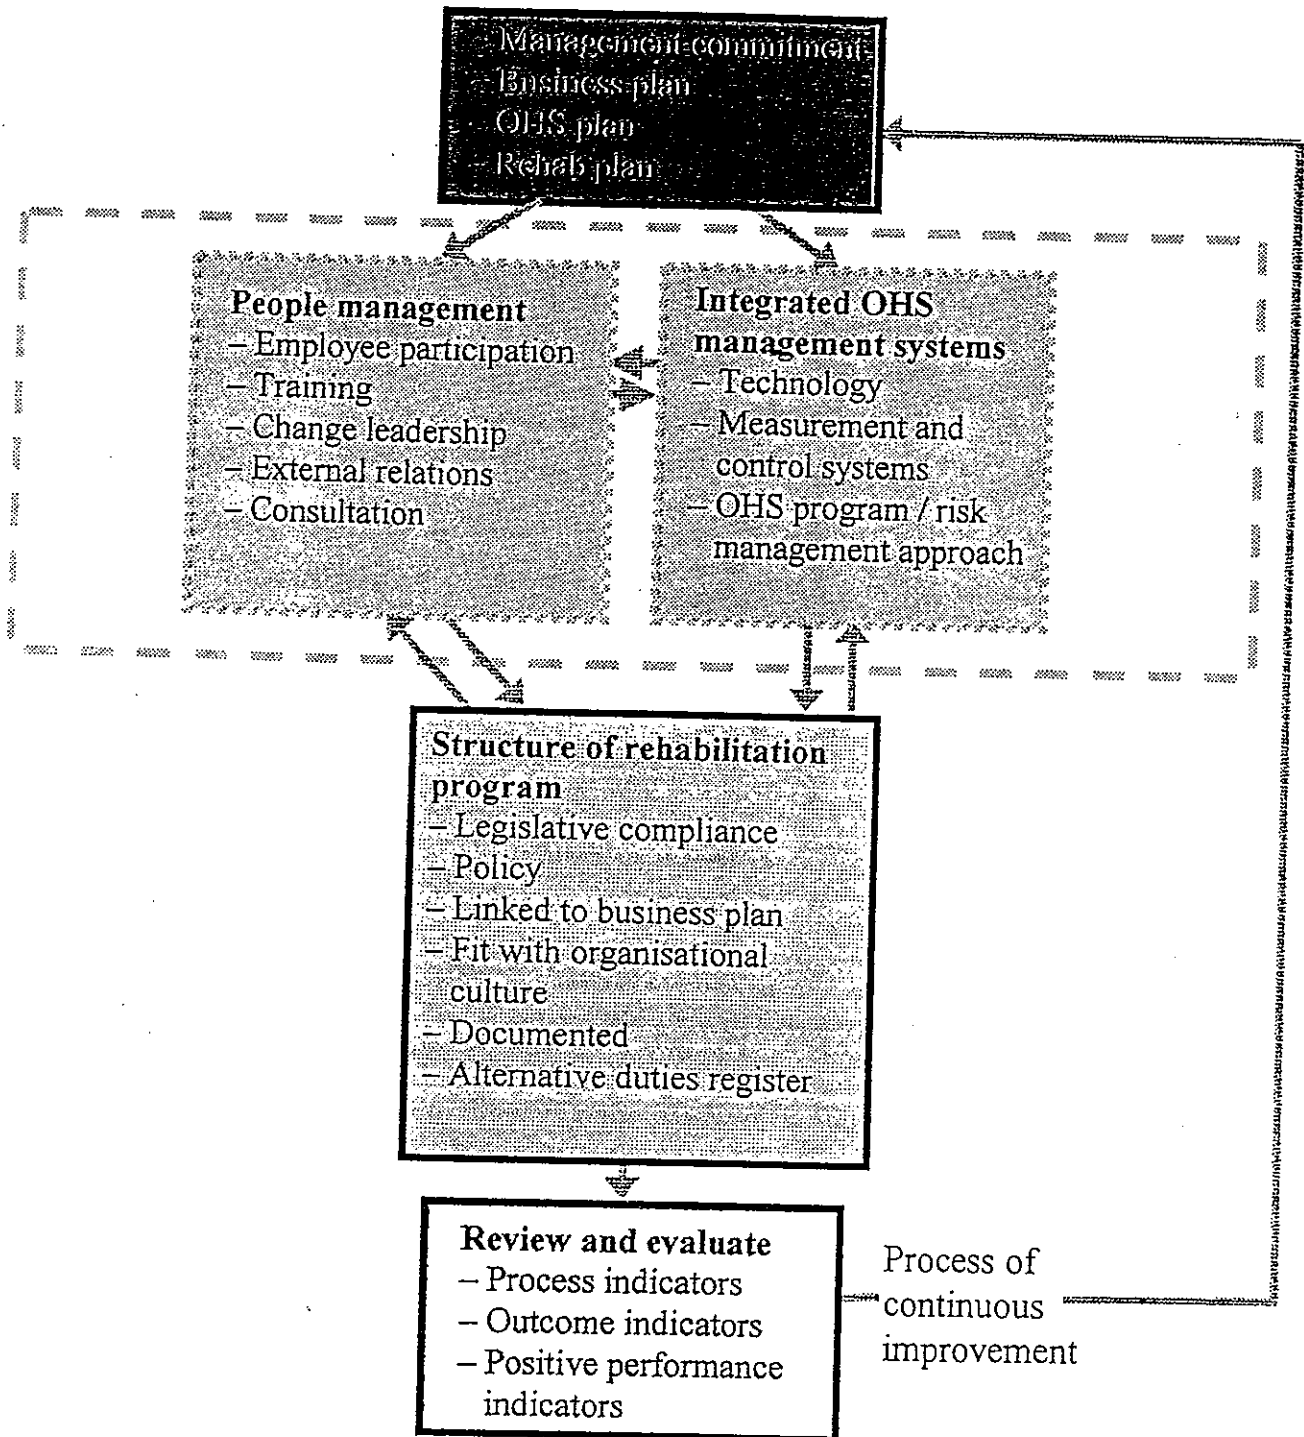 – Management commitment
– Business plan
– OHS plan
– Rehab plan
People management
– Employee participation
– Training
– Change leadership
– External relations
– Consultation
Integrated OHS
management systems
– Technology
– Measurement and
control systems
– OHS program / risk
management approach
Structure of rehabilitation
program
– Legislative compliance
– Policy
– Linked to business plan
– Fit with organisational
culture
– Documented
– Alternative duties register
Review and evaluate
– Process indicators
– Outcome indicators
– Positive performance
indicators
Process of
continuous
improvement